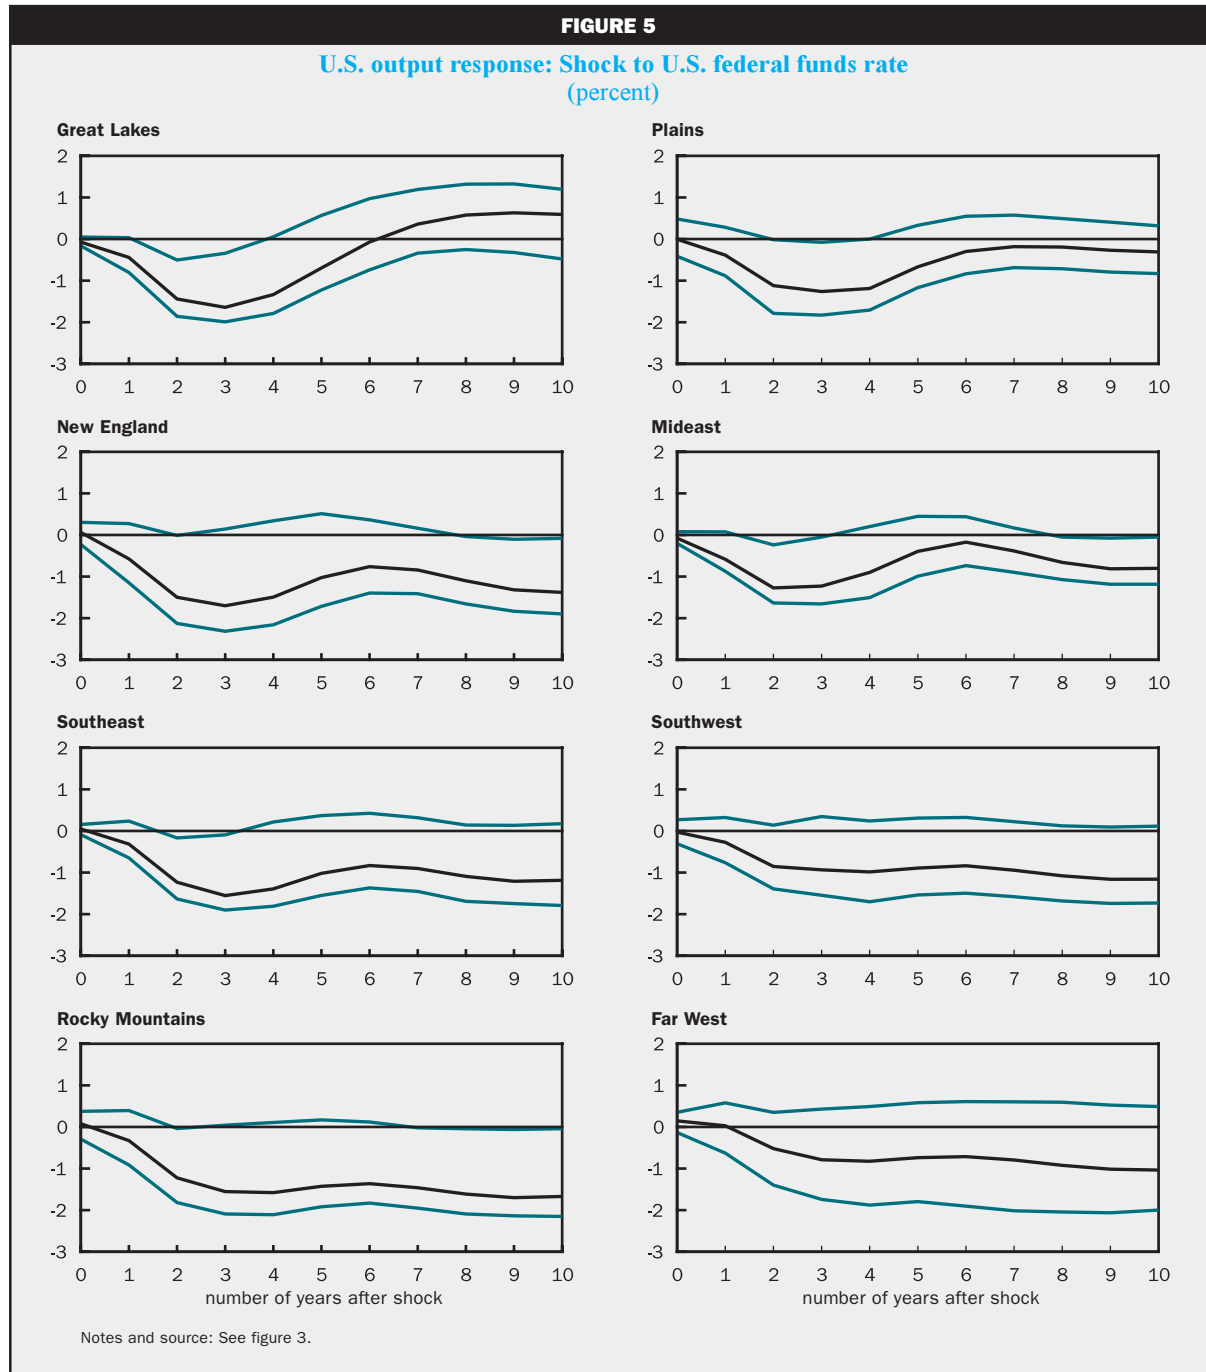 FIGURE 5
U.S. output response: Shock to U.S. federal funds rate
(percent)
Great Lakes
2
1
0
-1
-2
-3
0 1 2 3 4 5 6 7 8 9 10
Plains
2
1
0
-1
-2
-3
0 1 2 3 4 5 6 7 8 9 10
New England
2
1
0
-1
-2
-3
0 1 2 3 4 5 6 7 8 9 10
Mideast
2
1
0
-1
-2
-3
0 1 2 3 4 5 6 7 8 9 10
Southeast
2
1
0
-1
-2
-3
0 1 2 3 4 5 6 7 8 9 10
Southwest
2
1
0
-1
-2
-3
0 1 2 3 4 5 6 7 8 9 10
Rocky Mountains
2
1
0
-1
-2
-3
0 1 2 3 4 5 6 7 8 9 10
number of years after shock
Far West
2
1
0
-1
-2
-3
0 1 2 3 4 5 6 7 8 9 10
number of years after shock
Notes and source: See figure 3.